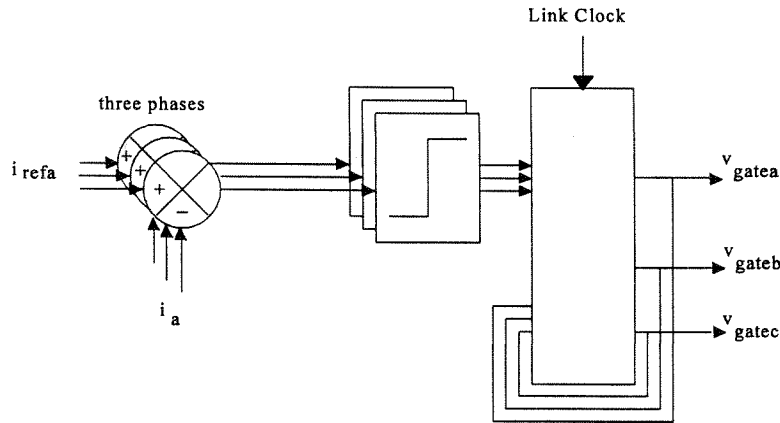 Link Clock
three phases
i refa
+
+
+
−
i a
v gatea
v gateb
v gatec